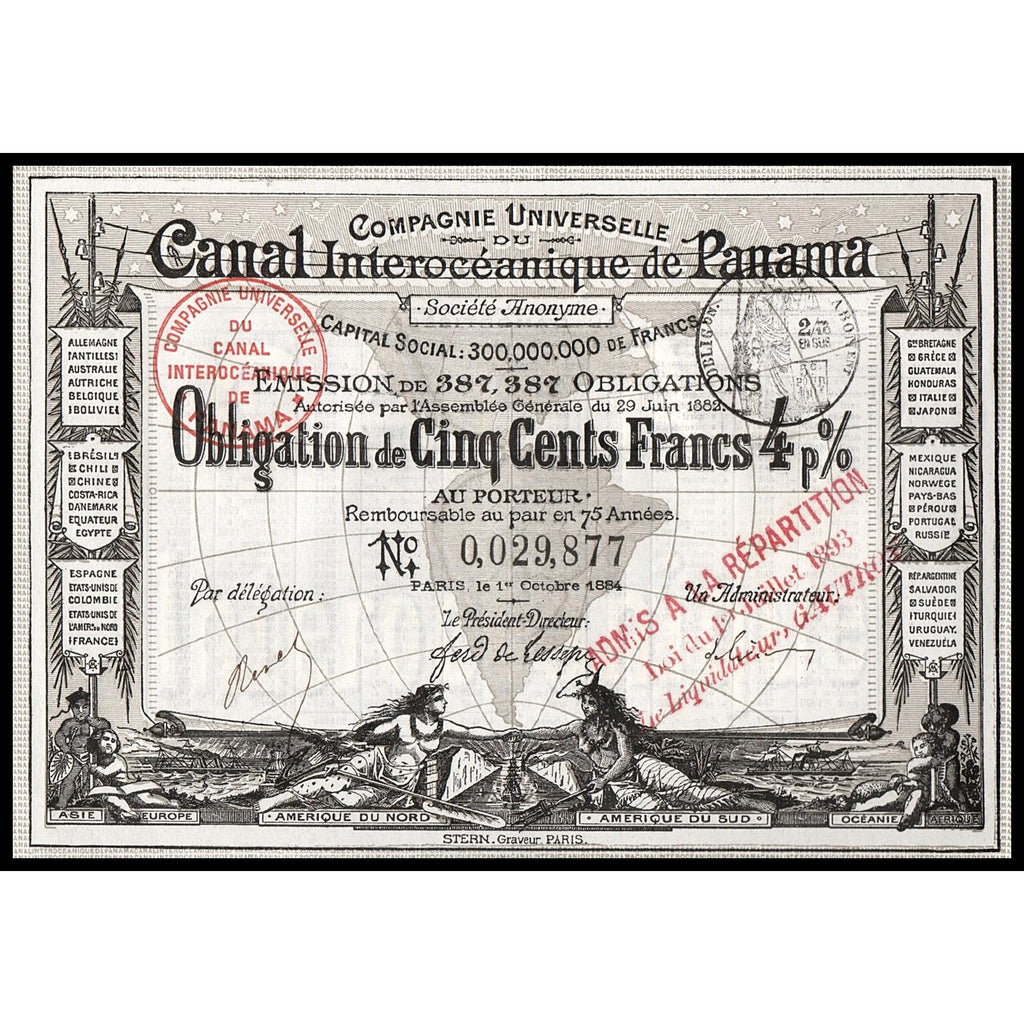 COMPAGNIE UNIVERSELLE
DU
Canal Interocéanique de Panama
Société Anonyme
CAPITAL SOCIAL: 300,000,000 DE FRANCS
EMISSION DE 387,387 OBLIGATIONS
Autorisée par l'Assemblée Générale du 29 Juin 1882.
Obligation de Cinq Cents Francs 4 p%
AU PORTEUR.
Remboursable au pair en 75 Années.
No. 0,029,877
PARIS, le 1er Octobre 1884
Par délégation:
Le Président-Directeur:
Un Administrateur:
Ferd de Lesseps
COMPAGNIE UNIVERSELLE
DU
CANAL
INTEROCÉANIQUE
DE
PANAMA
ADMIS A LA RÉPARTITION
Loi du 1er Juillet 1893
Le Liquidateur, GAUTRON
ALLEMAGNE
ANTILLES
AUSTRALIE
AUTRICHE
BELGIQUE
BOLIVIE
BRÉSIL
CHILI
CHINE
COSTA-RICA
DANEMARK
EQUATEUR
EGYPTE
ESPAGNE
ETATS-UNIS DE
COLOMBIE
ETATS-UNIS DE
L'AMERE DU NORD
FRANCE
GDE BRETAGNE
GRÈCE
GUATEMALA
HONDURAS
ITALIE
JAPON
MEXIQUE
NICARAGUA
NORWÈGE
PAYS-BAS
PÉROU
PORTUGAL
RUSSIE
RÉP. ARGENTINE
SALVADOR
SUÈDE
TURQUIE
URUGUAY.
VENEZUÉLA
ASIE
EUROPE
AMERIQUE DU NORD
AMERIQUE DU SUD
OCÉANIE
AFRIQUE
STERN. Graveur. PARIS.